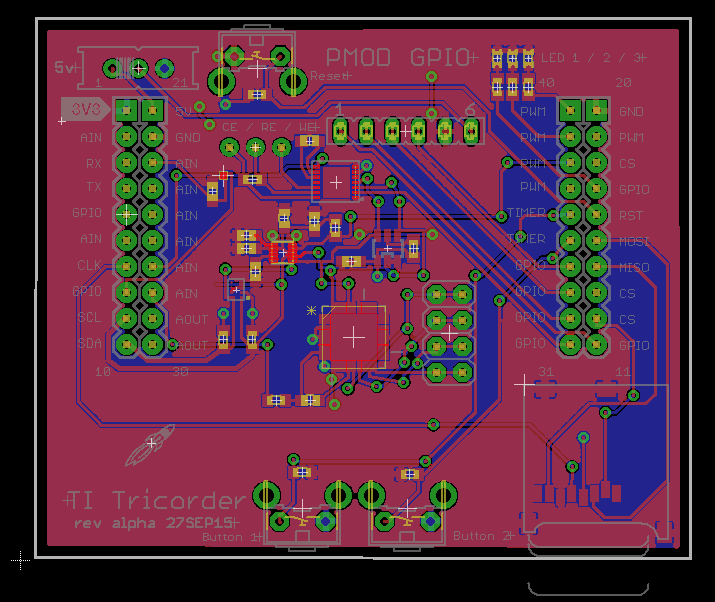 PMOD GPIO
LED 1 / 2 / 3
5v
1
21
Reset
40
20
3V3
5V
1
6
PWM
GND
AIN
GND
CE / RE / WE
PWM
PWM
RX
AIN
PWM
CS
TX
AIN
PWM
GPIO
GPIO
AIN
TIMER
RST
AIN
AIN
TIMER
MOSI
CLK
AIN
GPIO
MISO
GPIO
AIN
GPIO
CS
SCL
AOUT
GPIO
CS
SDA
AOUT
GPIO
GPIO
10
30
31
11
TI Tricorder
rev alpha 27SEP15
Button 1
Button 2